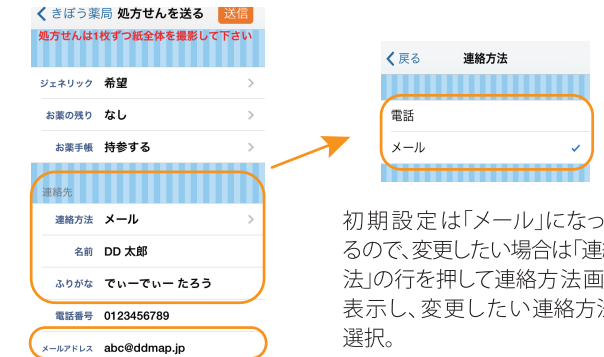 きぼう薬局 処方せんを送る 送信
処方せんは1枚ずつ紙全体を撮影して下さい
ジェネリック 希望
お薬の残り なし
お薬手帳 持参する
連絡先
連絡方法 メール
名前 DD 太郎
ふりがな でぃーでぃー たろう
電話番号 0123456789
メールアドレス abc@ddmap.jp
戻る 連絡方法
電話
メール
初期設定は「メール」になっ
るので、変更したい場合は「連
法」の行を押して連絡方法画
表示し、変更したい連絡方
選択。